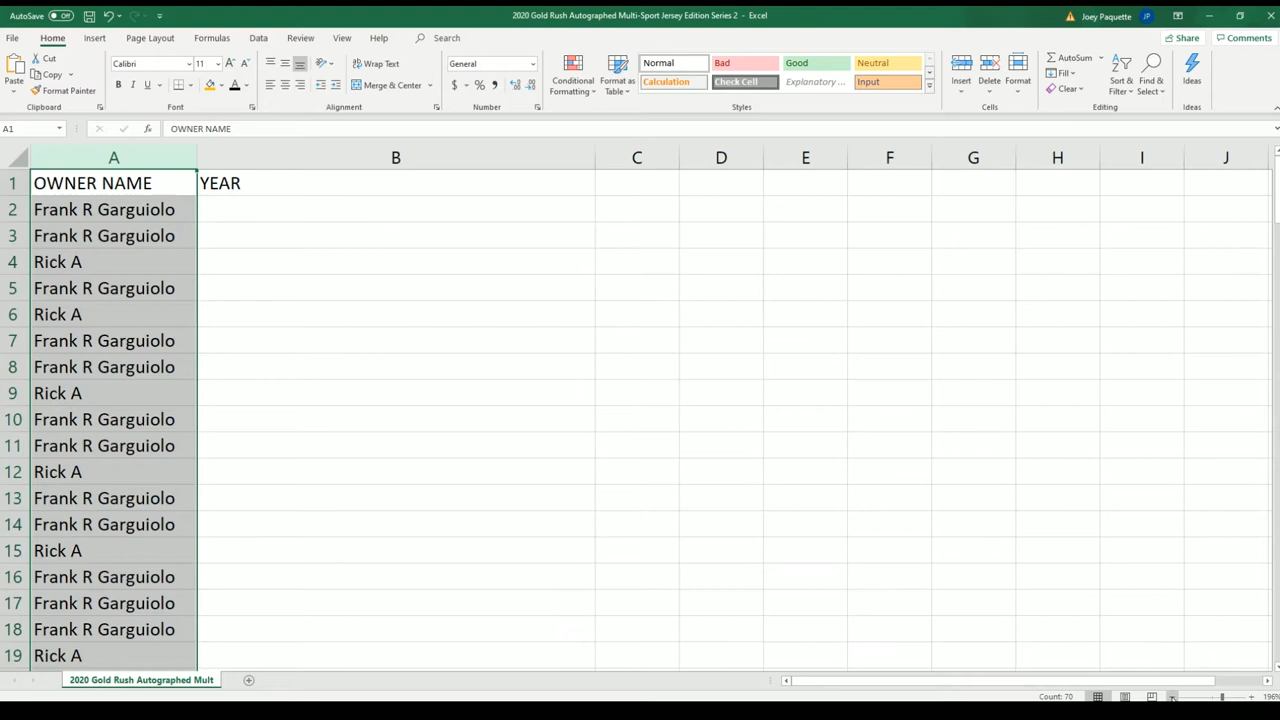 AutoSave Off 2020 Gold Rush Autographed Multi-Sport Jersey Edition Series 2 - Excel Joey Paquette JP
File Home Insert Page Layout Formulas Data Review View Help Search Share Comments
Paste Cut Copy Format Painter Clipboard
Calibri 11 A A B I U A Font
Wrap Text Merge & Center Alignment
General $ % Number
Conditional Formatting Format as Table
Normal Bad Good Neutral
Calculation Check Cell Explanatory ... Input
Styles
Insert Delete Format Cells
AutoSum Fill Clear Sort & Filter Find & Select Editing
Ideas Ideas
A1 fx OWNER NAME
A B C D E F G H I J
1 OWNER NAME YEAR
2 Frank R Garguiolo
3 Frank R Garguiolo
4 Rick A
5 Frank R Garguiolo
6 Rick A
7 Frank R Garguiolo
8 Frank R Garguiolo
9 Rick A
10 Frank R Garguiolo
11 Frank R Garguiolo
12 Rick A
13 Frank R Garguiolo
14 Frank R Garguiolo
15 Rick A
16 Frank R Garguiolo
17 Frank R Garguiolo
18 Frank R Garguiolo
19 Rick A
2020 Gold Rush Autographed Mult
Count: 70 196%